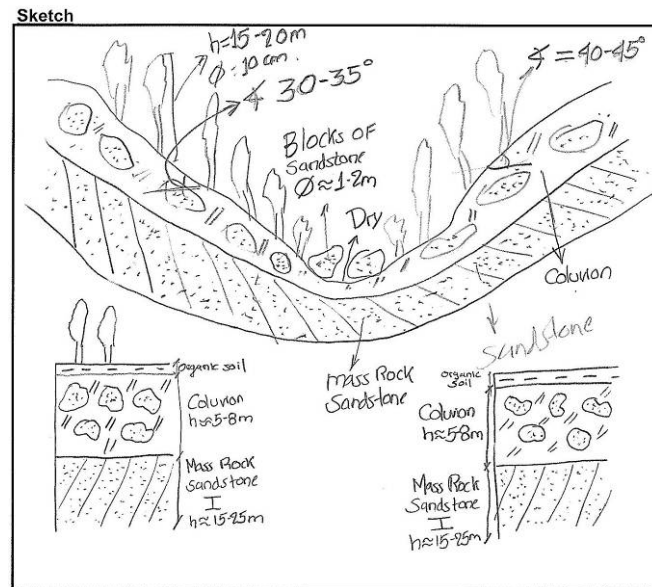 Sketch
h=15-20m
Ø=10cm.
∡ 30-35°
∡ = 40-45°
Blocks OF
Sandstone
Ø≈1-2m
Dry
Coluvion
Sandstone
mass Rock
Sandstone
organic soil
Coluvion
h≈5-8m
Mass Rock
Sandstone
I
h≈15-25m
organic
soil
Coluvion
h≈5-8m
Mass Rock
Sandstone
I
h≈15-25m